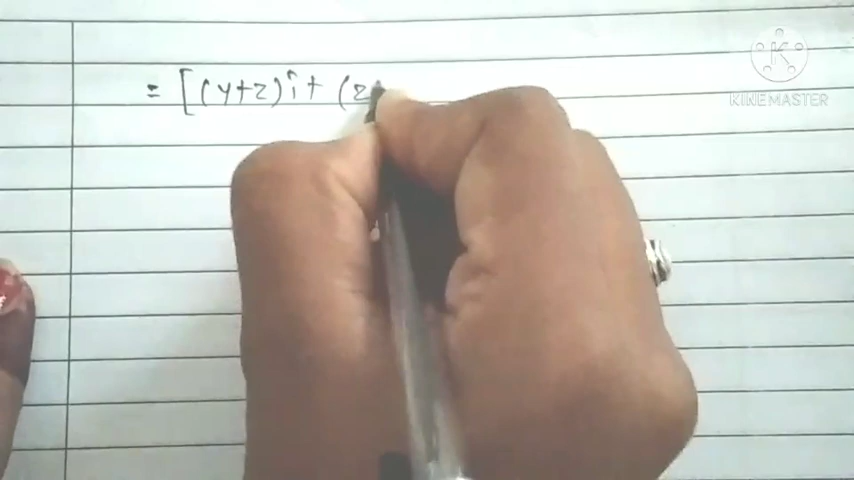 = [(y+z)î + (z
KINEMASTER